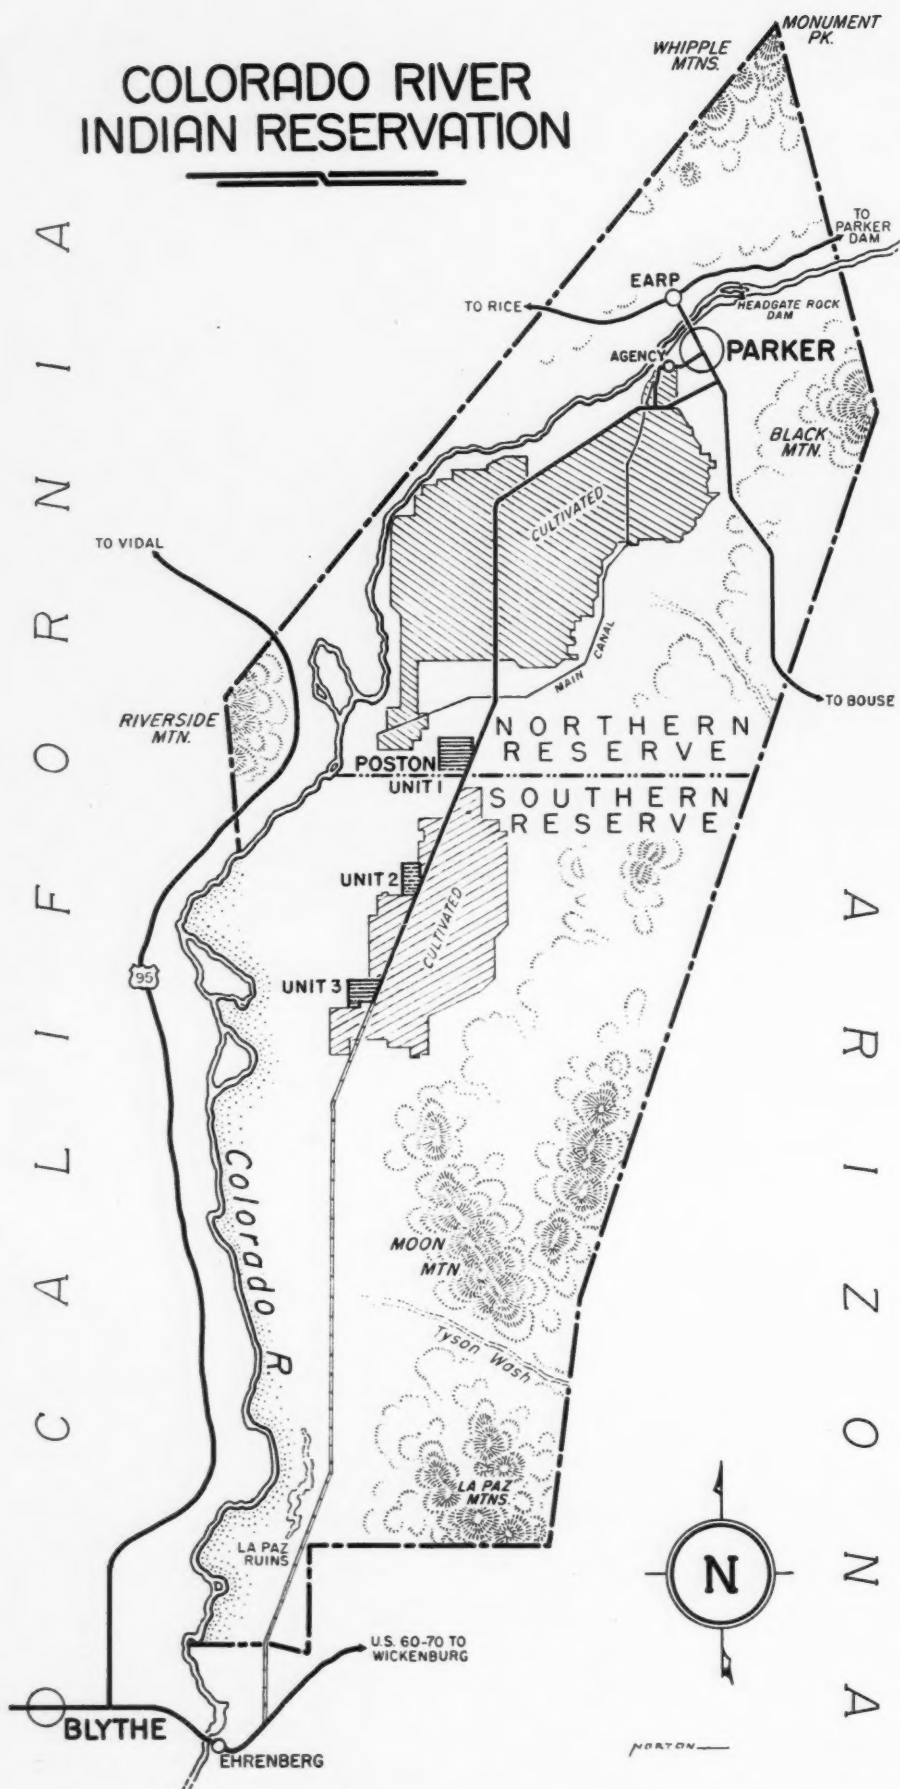 COLORADO RIVER
INDIAN RESERVATION
MONUMENT
PK.
WHIPPLE
MTNS.
TO
PARKER
DAM
EARP
TO RICE
HEADGATE ROCK
DAM
AGENCY
PARKER
BLACK
MTN.
CULTIVATED
TO VIDAL
MAIN CANAL
TO BOUSE
RIVERSIDE
MTN.
NORTHERN
RESERVE
POSTON
UNIT 1
SOUTHERN
RESERVE
UNIT 2
CULTIVATED
UNIT 3
95
CALIFORNIA
ARIZONA
Colorado R.
MOON
MTN
Tyson Wash
LA PAZ
MTNS.
LA PAZ
RUINS
N
U.S. 60-70 TO
WICKENBURG
BLYTHE
EHRENBERG
NORTON